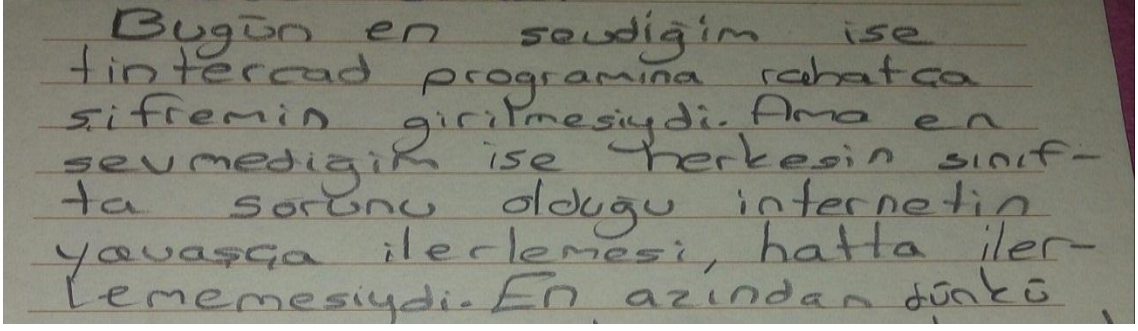 Bugün en sevdiğim ise
tintercad programına rahatça
şifremin girilmesiydi. Ama en
sevmediğim ise herkesin sınıf-
ta sorunu olduğu internetin
yavaşça ilerlemesi, hatta iler-
lememesiydi. En azından dünkü